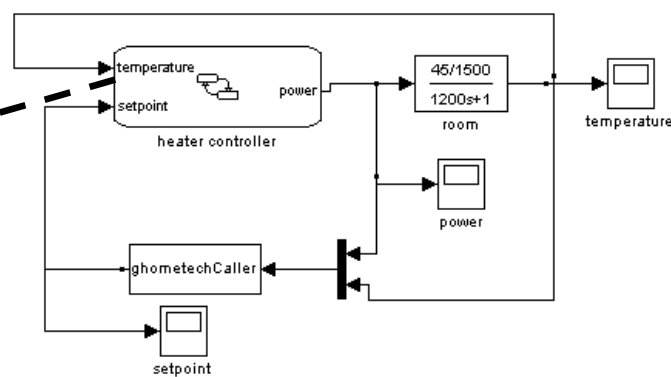 temperature
setpoint
power
heater controller
45/1500
1200s+1
room
temperature
power
ghometechCaller
setpoint